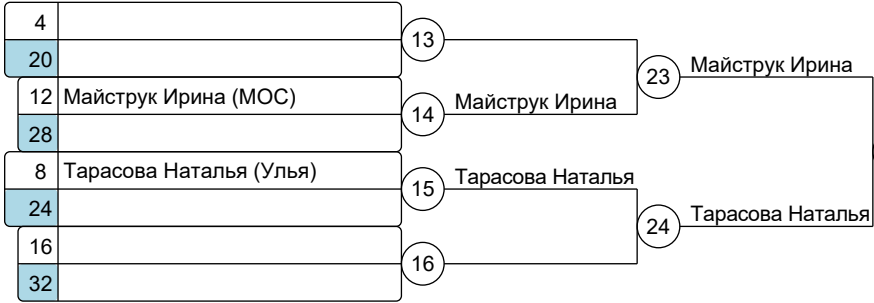 4
13
20
23 Майструк Ирина
12 Майструк Ирина (МОС)
14 Майструк Ирина
28
8 Тарасова Наталья (Улья)
15 Тарасова Наталья
24
24 Тарасова Наталья
16
16
32